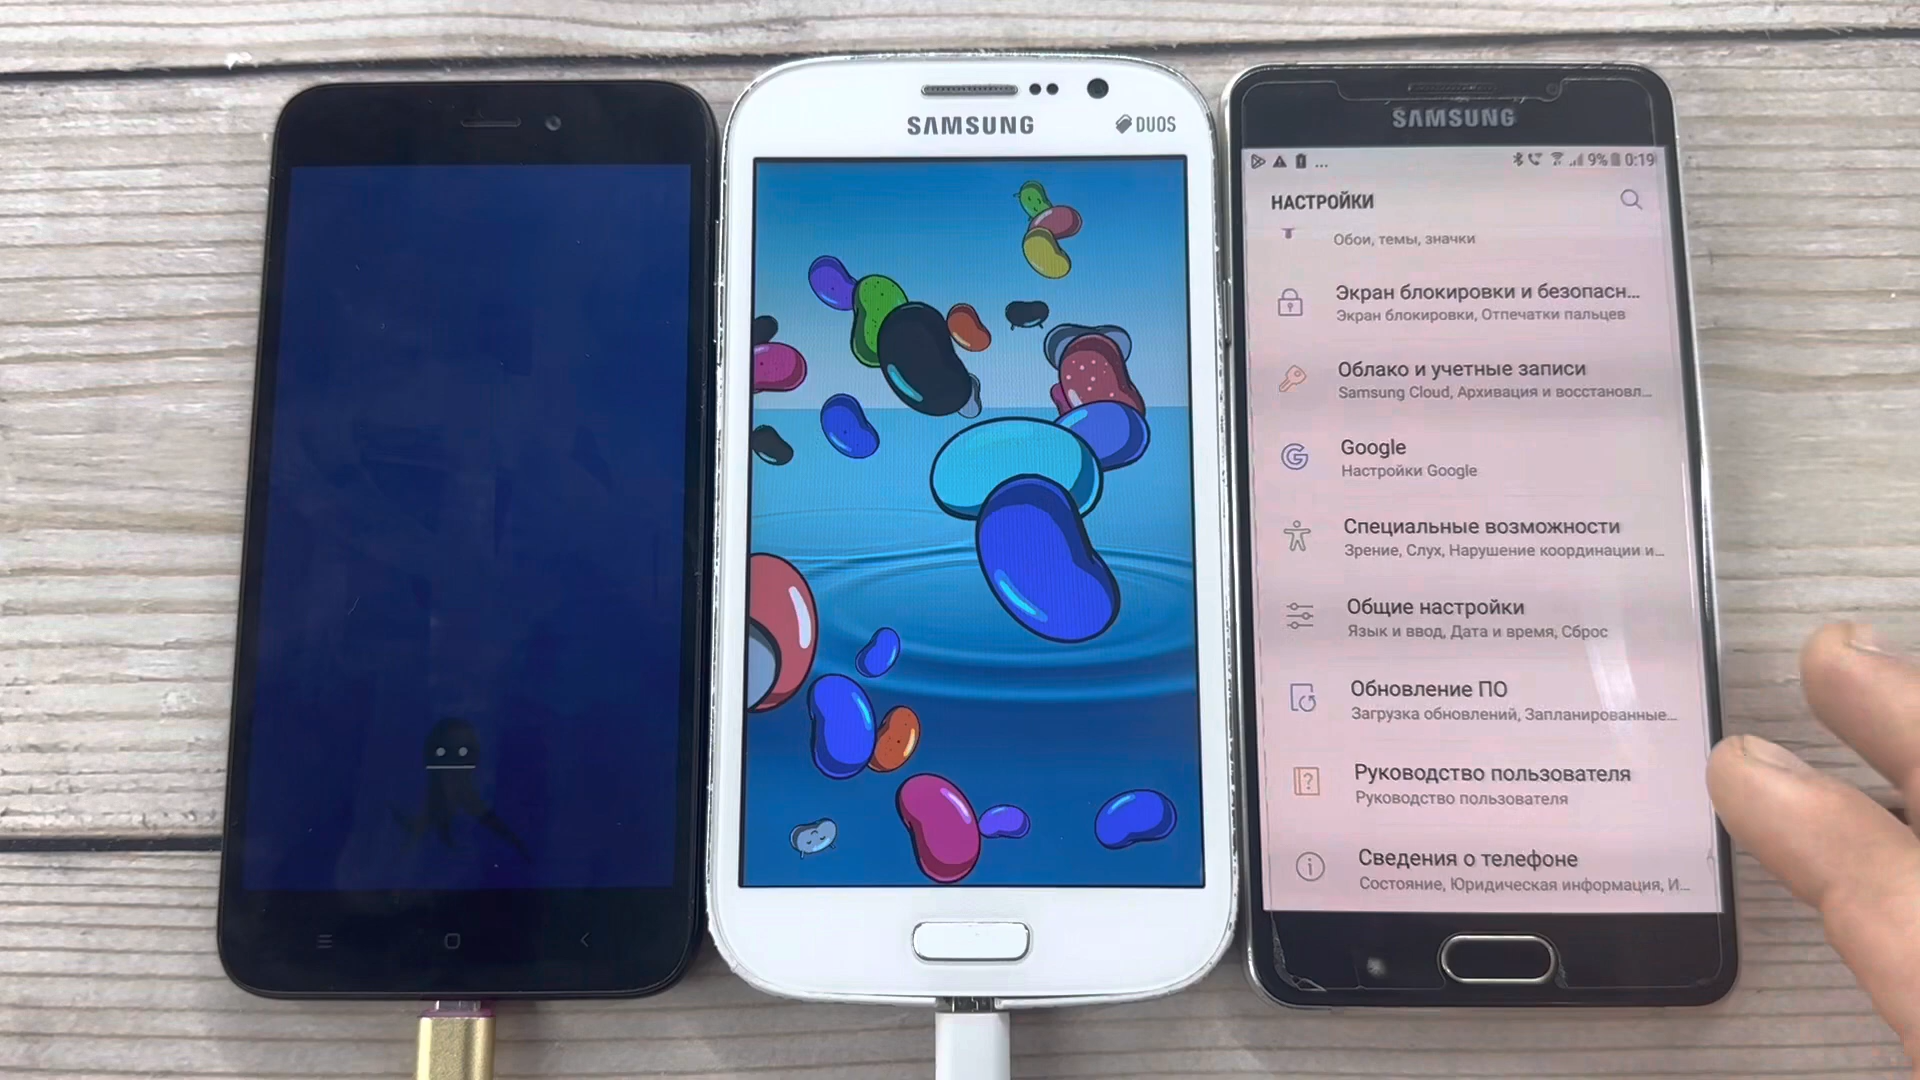 SAMSUNG
DUOS
SAMSUNG
... 9% 0:19
НАСТРОЙКИ
Обои, темы, значки
Экран блокировки и безопасн...
Экран блокировки, Отпечатки пальцев
Облако и учетные записи
Samsung Cloud, Архивация и восстановл...
Google
Настройки Google
Специальные возможности
Зрение, Слух, Нарушение координации и...
Общие настройки
Язык и ввод, Дата и время, Сброс
Обновление ПО
Загрузка обновлений, Запланированные...
Руководство пользователя
Руководство пользователя
Сведения о телефоне
Состояние, Юридическая информация, И...